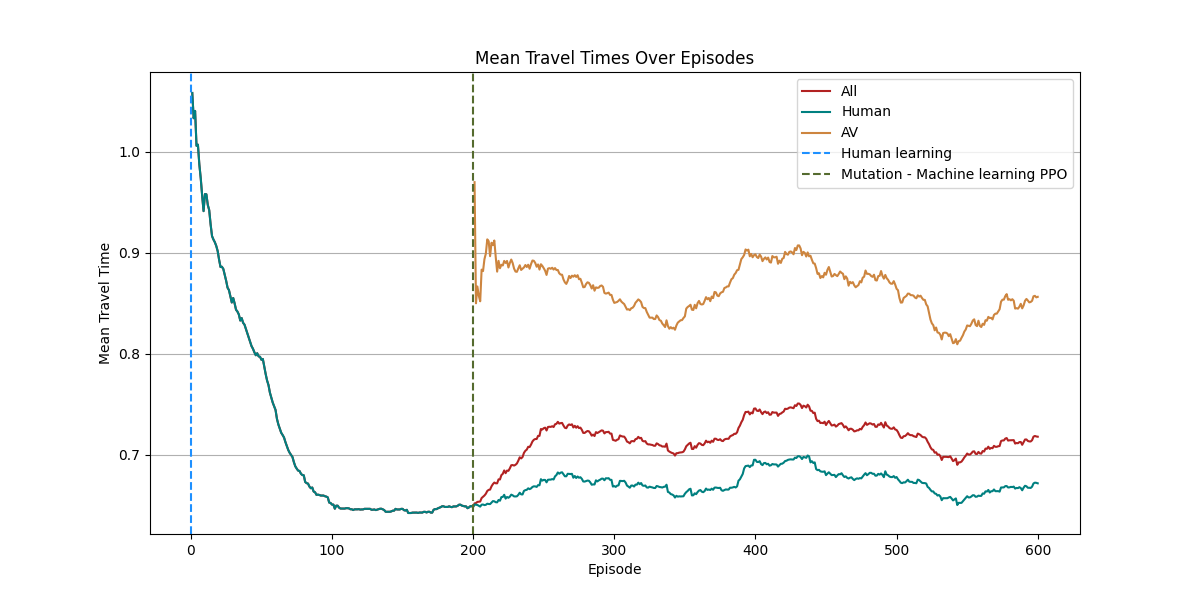 Mean Travel Times Over Episodes
All
Human
AV
Human learning
Mutation - Machine learning PPO
Mean Travel Time
1.0
0.9
0.8
0.7
0
100
200
300
400
500
600
Episode